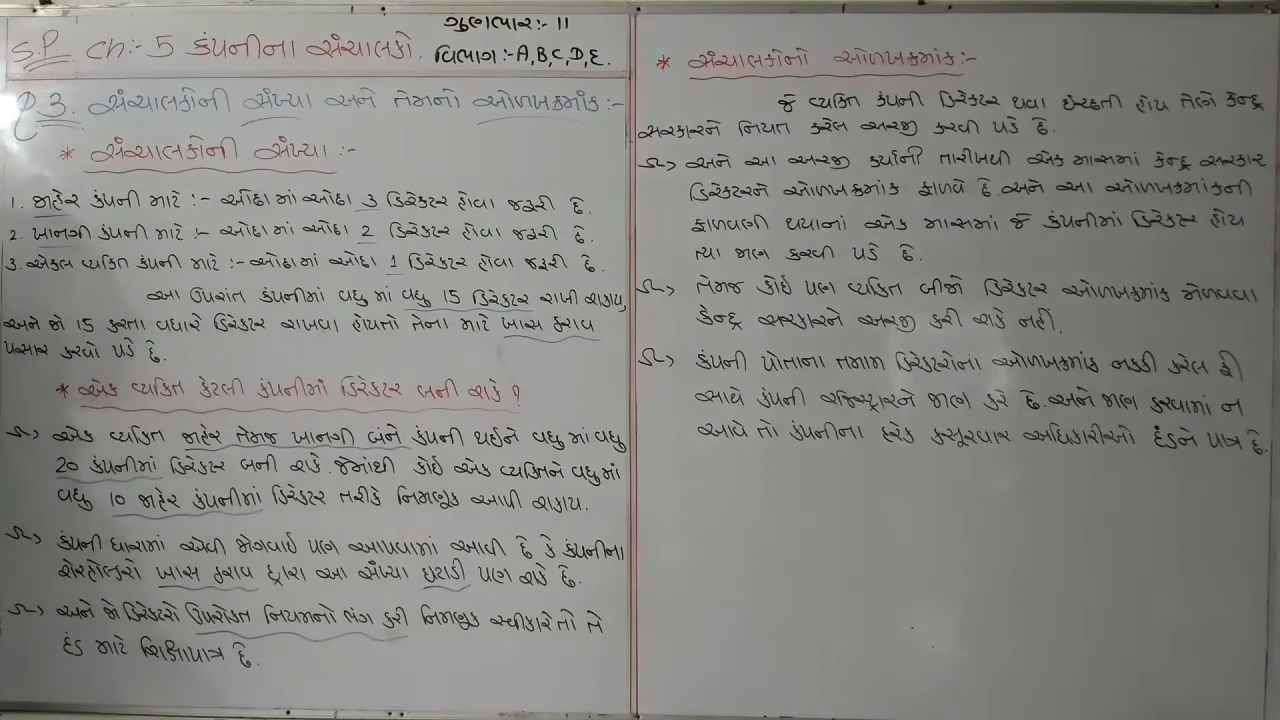 S.P. Ch:- 5 કંપનીના સંચાલકો.
ગુણભાર:- 11
વિભાગ:- A,B,C,D,E.
Q 3. સંચાલકોની સંખ્યા અને તેમનો ઓળખક્રમાંક:-
* સંચાલકોની સંખ્યા:-
1. જાહેર કંપની માટે :- ઓછામાં ઓછા 3 ડિરેક્ટર હોવા જરૂરી છે.
2. ખાનગી કંપની માટે :- ઓછામાં ઓછા 2 ડિરેક્ટર હોવા જરૂરી છે.
3. એકલ વ્યકિત કંપની માટે :- ઓછામાં ઓછા 1 ડિરેક્ટર હોવા જરૂરી છે.
આ ઉપરાંત કંપનીમાં વધુમાં વધુ 15 ડિરેક્ટર રાખી શકાય,
અને જો 15 કરતા વધારે ડિરેક્ટર રાખવા હોયતો તેના માટે ખાસ ઠરાવ
પસાર કરવો પડે છે.
* એક વ્યકિત કેટલી કંપનીમાં ડિરેક્ટર બની શકે ?
એક વ્યકિત જાહેર તેમજ ખાનગી બંને કંપની થઈને વધુમાં વધુ
20 કંપનીમાં ડિરેક્ટર બની શકે. જેમાંથી કોઈ એક વ્યકિતને વધુમાં
વધુ 10 જાહેર કંપનીમાં ડિરેક્ટર તરીકે નિમણૂક આપી શકાય.
કંપની ધારામાં એવી જોગવાઈ પણ આપવામાં આવી છે કે કંપનીના
શેરહોલ્ડરો ખાસ ઠરાવ દ્વારા આ સંખ્યા ઘટાડી પણ શકે છે.
અને જો ડિરેક્ટરો ઉપરોકત નિયમનો ભંગ કરી નિમણૂક સ્વીકારે તો તે
દંડ માટે શિક્ષાપાત્ર છે.
* સંચાલકોનો ઓળખક્રમાંક:-
જે વ્યકિત કંપની ડિરેક્ટર થવા ઈચ્છતી હોય તેણે કેન્દ્ર
સરકારને નિયત કરેલ અરજી કરવી પડે છે.
અને આ અરજી કર્યાની તારીખથી એક માસમાં કેન્દ્ર સરકાર
ડિરેક્ટરને ઓળખક્રમાંક ફાળવે છે. અને આ ઓળખક્રમાંકની
ફાળવણી થયાનાં એક માસમાં જે કંપનીમાં ડિરેક્ટર હોય
ત્યા જાણ કરવી પડે છે.
તેમજ કોઈ પણ વ્યકિત બીજો ડિરેક્ટર ઓળખક્રમાંક મેળવવા
કેન્દ્ર સરકારને અરજી કરી શકે નહીં.
કંપની પોતાના તમામ ડિરેક્ટરોના ઓળખક્રમાંક નક્કી કરેલ ફી
સાથે કંપની રજિસ્ટ્રારને જાણ કરે છે. અને જાણ કરવામાં ન
આવે તો કંપનીના દરેક કસૂરવાર અધિકારીઓ દંડને પાત્ર છે.